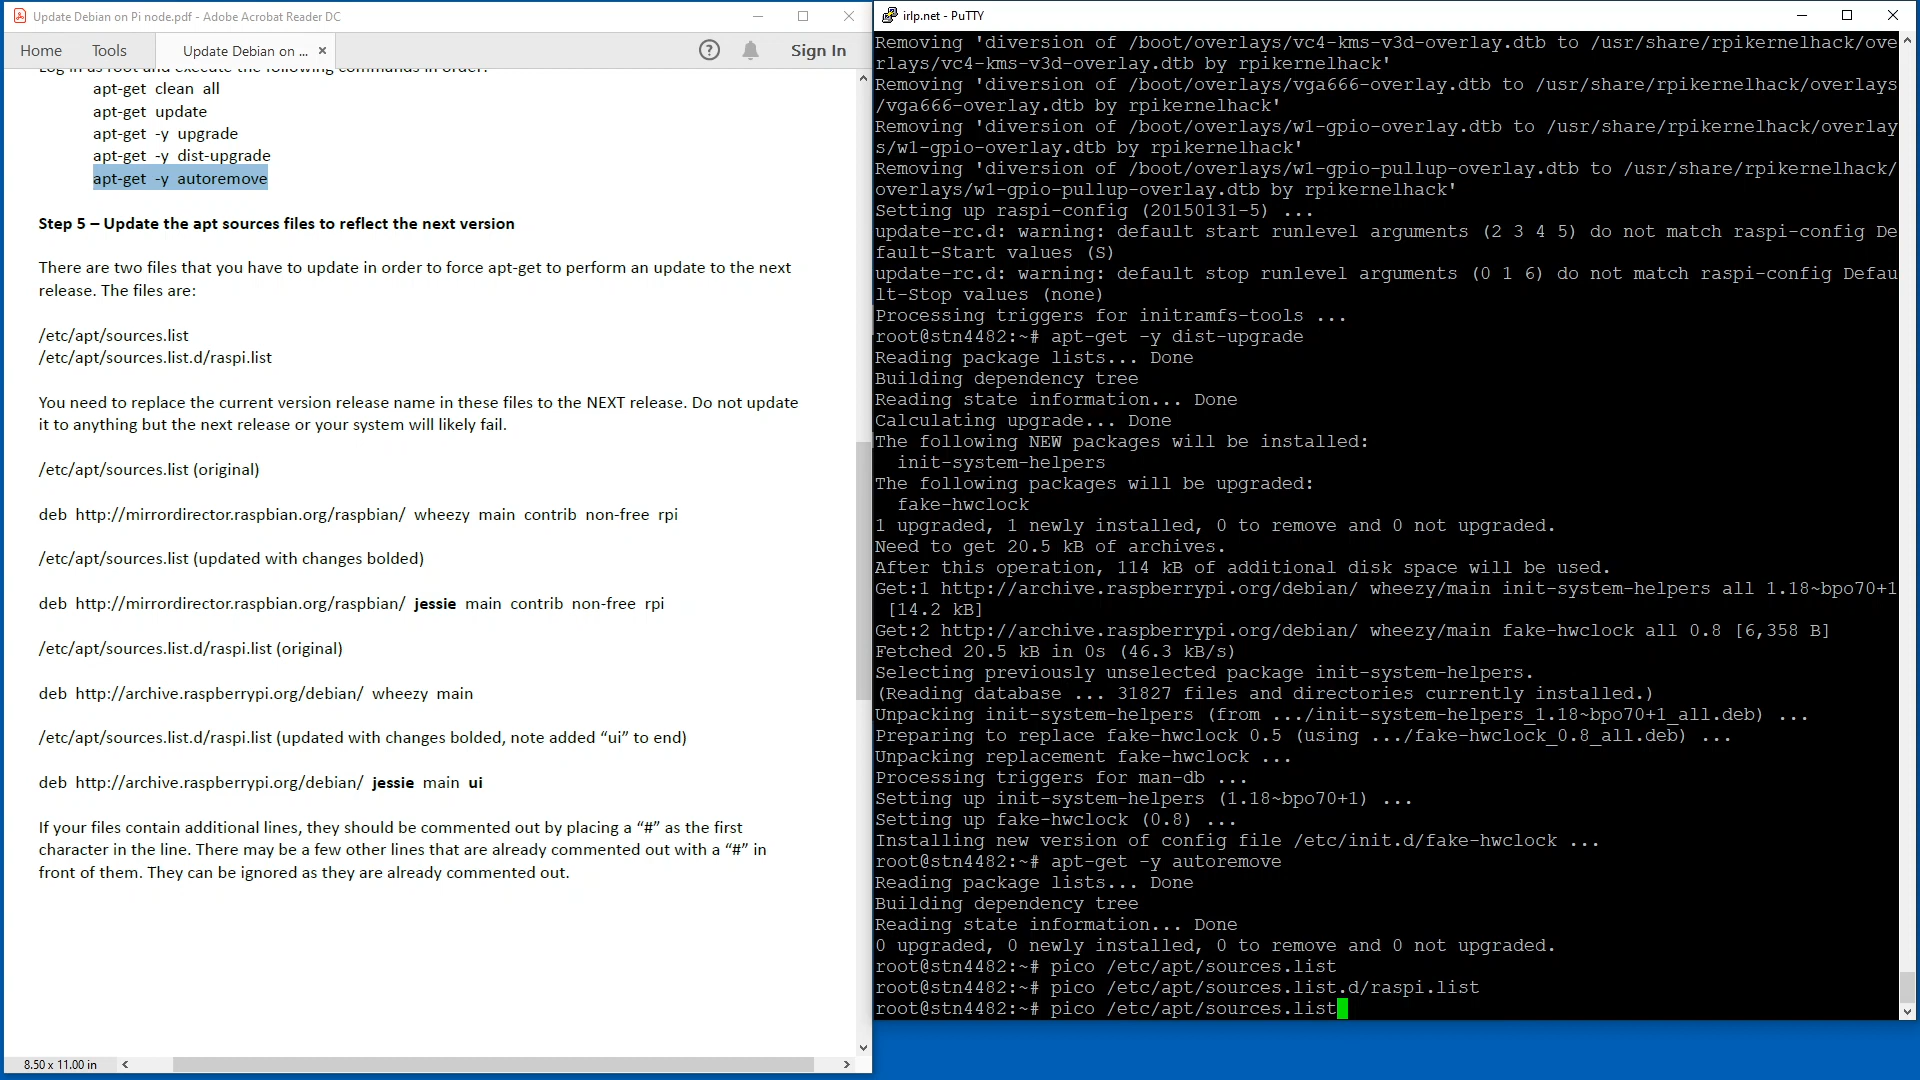 Update Debian on Pi node.pdf - Adobe Acrobat Reader DC
Home
Tools
Update Debian on ...
Sign In
Log in as root and execute the following commands in order:
apt-get clean all
apt-get update
apt-get -y upgrade
apt-get -y dist-upgrade
apt-get -y autoremove
Step 5 – Update the apt sources files to reflect the next version
There are two files that you have to update in order to force apt-get to perform an update to the next
release. The files are:
/etc/apt/sources.list
/etc/apt/sources.list.d/raspi.list
You need to replace the current version release name in these files to the NEXT release. Do not update
it to anything but the next release or your system will likely fail.
/etc/apt/sources.list (original)
deb http://mirrordirector.raspbian.org/raspbian/ wheezy main contrib non-free rpi
/etc/apt/sources.list (updated with changes bolded)
deb http://mirrordirector.raspbian.org/raspbian/ jessie main contrib non-free rpi
/etc/apt/sources.list.d/raspi.list (original)
deb http://archive.raspberrypi.org/debian/ wheezy main
/etc/apt/sources.list.d/raspi.list (updated with changes bolded, note added “ui” to end)
deb http://archive.raspberrypi.org/debian/ jessie main ui
If your files contain additional lines, they should be commented out by placing a “#” as the first
character in the line. There may be a few other lines that are already commented out with a “#” in
front of them. They can be ignored as they are already commented out.
8.50 x 11.00 in
irlp.net - PuTTY
Removing 'diversion of /boot/overlays/vc4-kms-v3d-overlay.dtb to /usr/share/rpikernelhack/ove
rlays/vc4-kms-v3d-overlay.dtb by rpikernelhack'
Removing 'diversion of /boot/overlays/vga666-overlay.dtb to /usr/share/rpikernelhack/overlays
/vga666-overlay.dtb by rpikernelhack'
Removing 'diversion of /boot/overlays/w1-gpio-overlay.dtb to /usr/share/rpikernelhack/overlay
s/w1-gpio-overlay.dtb by rpikernelhack'
Removing 'diversion of /boot/overlays/w1-gpio-pullup-overlay.dtb to /usr/share/rpikernelhack/
overlays/w1-gpio-pullup-overlay.dtb by rpikernelhack'
Setting up raspi-config (20150131-5) ...
update-rc.d: warning: default start runlevel arguments (2 3 4 5) do not match raspi-config De
fault-Start values (S)
update-rc.d: warning: default stop runlevel arguments (0 1 6) do not match raspi-config Defau
lt-Stop values (none)
Processing triggers for initramfs-tools ...
root@stn4482:~# apt-get -y dist-upgrade
Reading package lists... Done
Building dependency tree
Reading state information... Done
Calculating upgrade... Done
The following NEW packages will be installed:
init-system-helpers
The following packages will be upgraded:
fake-hwclock
1 upgraded, 1 newly installed, 0 to remove and 0 not upgraded.
Need to get 20.5 kB of archives.
After this operation, 114 kB of additional disk space will be used.
Get:1 http://archive.raspberrypi.org/debian/ wheezy/main init-system-helpers all 1.18~bpo70+1
[14.2 kB]
Get:2 http://archive.raspberrypi.org/debian/ wheezy/main fake-hwclock all 0.8 [6,358 B]
Fetched 20.5 kB in 0s (46.3 kB/s)
Selecting previously unselected package init-system-helpers.
(Reading database ... 31827 files and directories currently installed.)
Unpacking init-system-helpers (from .../init-system-helpers_1.18~bpo70+1_all.deb) ...
Preparing to replace fake-hwclock 0.5 (using .../fake-hwclock_0.8_all.deb) ...
Unpacking replacement fake-hwclock ...
Processing triggers for man-db ...
Setting up init-system-helpers (1.18~bpo70+1) ...
Setting up fake-hwclock (0.8) ...
Installing new version of config file /etc/init.d/fake-hwclock ...
root@stn4482:~# apt-get -y autoremove
Reading package lists... Done
Building dependency tree
Reading state information... Done
0 upgraded, 0 newly installed, 0 to remove and 0 not upgraded.
root@stn4482:~# pico /etc/apt/sources.list
root@stn4482:~# pico /etc/apt/sources.list.d/raspi.list
root@stn4482:~# pico /etc/apt/sources.list